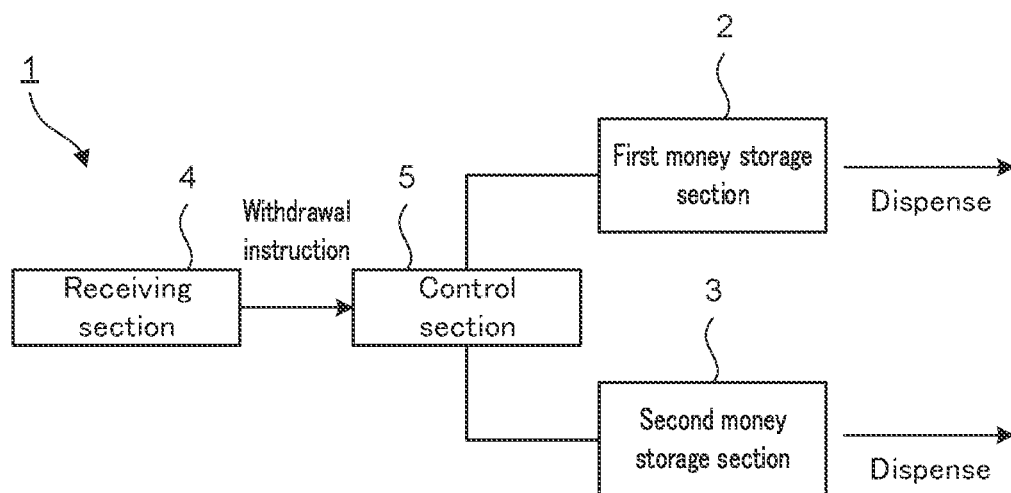 1
2
First money storage
section
Dispense
4
Withdrawal
instruction
5
Receiving
section
Control
section
3
Second money
storage section
Dispense